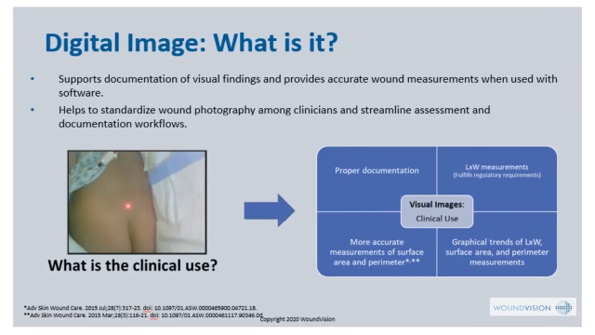 Digital Image: What is it?
• Supports documentation of visual findings and provides accurate wound measurements when used with
software.
• Helps to standardize wound photography among clinicians and streamline assessment and
documentation workflows.
What is the clinical use?
Proper documentation
LxW measurements
(Fulfills regulatory requirements)
Visual Images:
Clinical Use
More accurate
measurements of surface
area and perimeter*,**
Graphical trends of LxW,
surface area, and perimeter
measurements
*Adv Skin Wound Care. 2015 Jul;28(7):317-23. doi: 10.1097/01.ASW.0000465900.04721.18.
**Adv Skin Wound Care. 2015 Mar;28(3):116-21. doi: 10.1097/01.ASW.0000461117.90346.0d.
Copyright 2020 WoundVision
WOUNDVISION